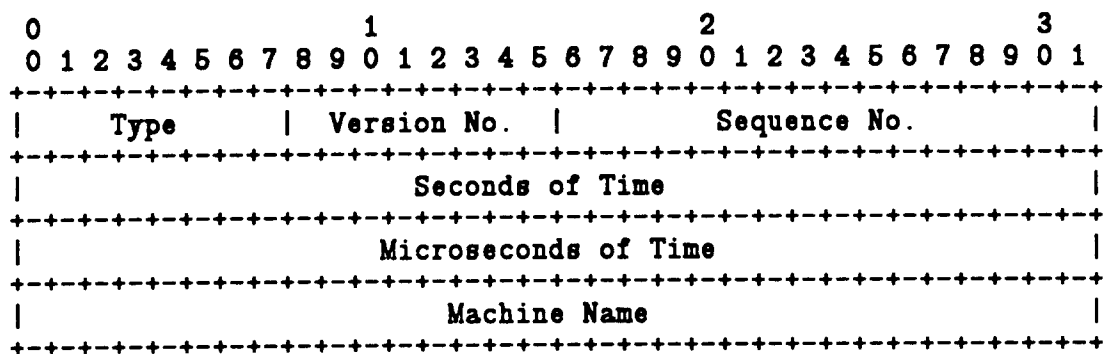 0                   1                   2                   3
0 1 2 3 4 5 6 7 8 9 0 1 2 3 4 5 6 7 8 9 0 1 2 3 4 5 6 7 8 9 0 1
+-+-+-+-+-+-+-+-+-+-+-+-+-+-+-+-+-+-+-+-+-+-+-+-+-+-+-+-+-+-+-+-+
| Type | Version No. | Sequence No. |
+-+-+-+-+-+-+-+-+-+-+-+-+-+-+-+-+-+-+-+-+-+-+-+-+-+-+-+-+-+-+-+-+
| Seconds of Time |
+-+-+-+-+-+-+-+-+-+-+-+-+-+-+-+-+-+-+-+-+-+-+-+-+-+-+-+-+-+-+-+-+
| Microseconds of Time |
+-+-+-+-+-+-+-+-+-+-+-+-+-+-+-+-+-+-+-+-+-+-+-+-+-+-+-+-+-+-+-+-+
| Machine Name |
+-+-+-+-+-+-+-+-+-+-+-+-+-+-+-+-+-+-+-+-+-+-+-+-+-+-+-+-+-+-+-+-+